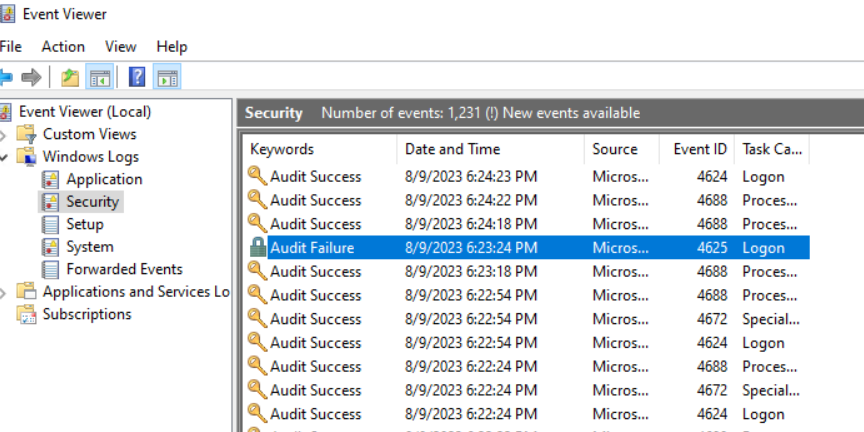 Event Viewer
File Action View Help
Event Viewer (Local)
Custom Views
Windows Logs
Application
Security
Setup
System
Forwarded Events
Applications and Services Lo
Subscriptions
Security Number of events: 1,231 (!) New events available
Keywords Date and Time Source Event ID Task Ca...
Audit Success 8/9/2023 6:24:23 PM Micros... 4624 Logon
Audit Success 8/9/2023 6:24:22 PM Micros... 4688 Proces...
Audit Success 8/9/2023 6:24:18 PM Micros... 4688 Proces...
Audit Failure 8/9/2023 6:23:24 PM Micros... 4625 Logon
Audit Success 8/9/2023 6:23:18 PM Micros... 4688 Proces...
Audit Success 8/9/2023 6:22:54 PM Micros... 4688 Proces...
Audit Success 8/9/2023 6:22:54 PM Micros... 4672 Special...
Audit Success 8/9/2023 6:22:54 PM Micros... 4624 Logon
Audit Success 8/9/2023 6:22:24 PM Micros... 4688 Proces...
Audit Success 8/9/2023 6:22:24 PM Micros... 4672 Special...
Audit Success 8/9/2023 6:22:24 PM Micros... 4624 Logon